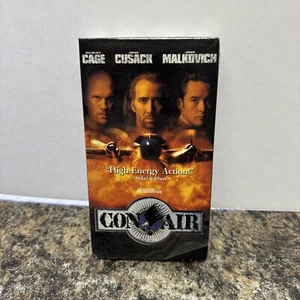 CAGE CUSACK MALKOVICH
"High-Energy Action!"
CON AIR